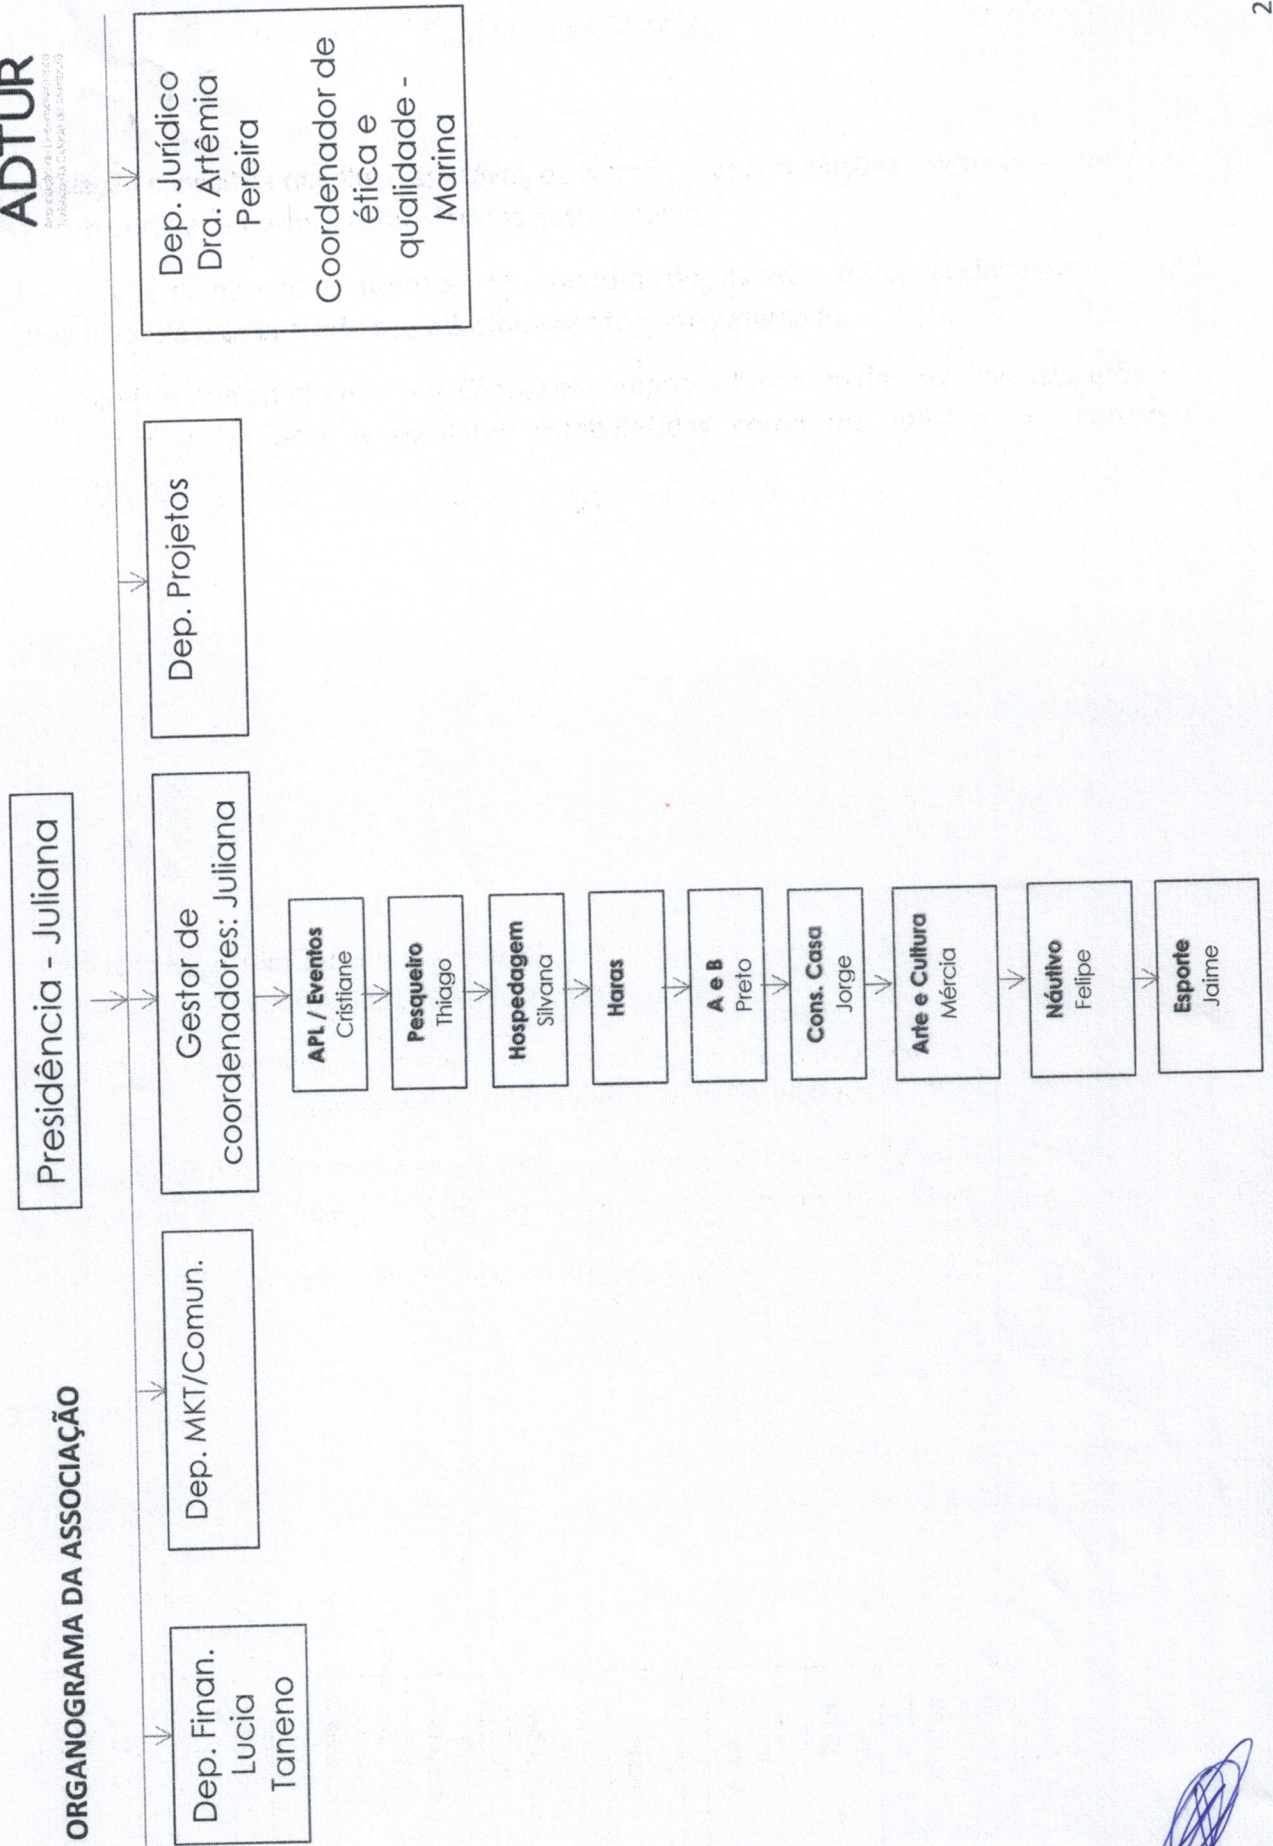 ADTUR
ORGANOGRAMA DA ASSOCIAÇÃO
Presidência - Juliana
Dep. Finan.
Lucia
Taneno
Dep. MKT/Comun.
Gestor de
coordenadores: Juliana
Dep. Projetos
Dep. Jurídico
Dra. Artêmia
Pereira
Coordenador de
ética e
qualidade -
Marina
APL / Eventos
Cristiane
Pesqueiro
Thiago
Hospedagem
Silvana
Haras
A e B
Preto
Cons. Casa
Jorge
Arte e Cultura
Mércia
Náutivo
Felipe
Esporte
Jaime
2